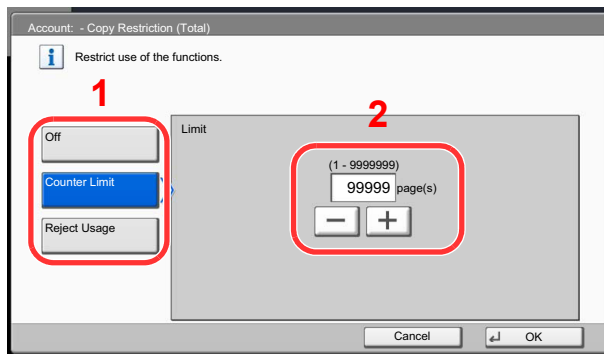 Account: - Copy Restriction (Total)
i
Restrict use of the functions.
1
2
Off
Limit
(1 - 9999999)
Counter Limit
99999 page(s)
− +
Reject Usage
Cancel
OK